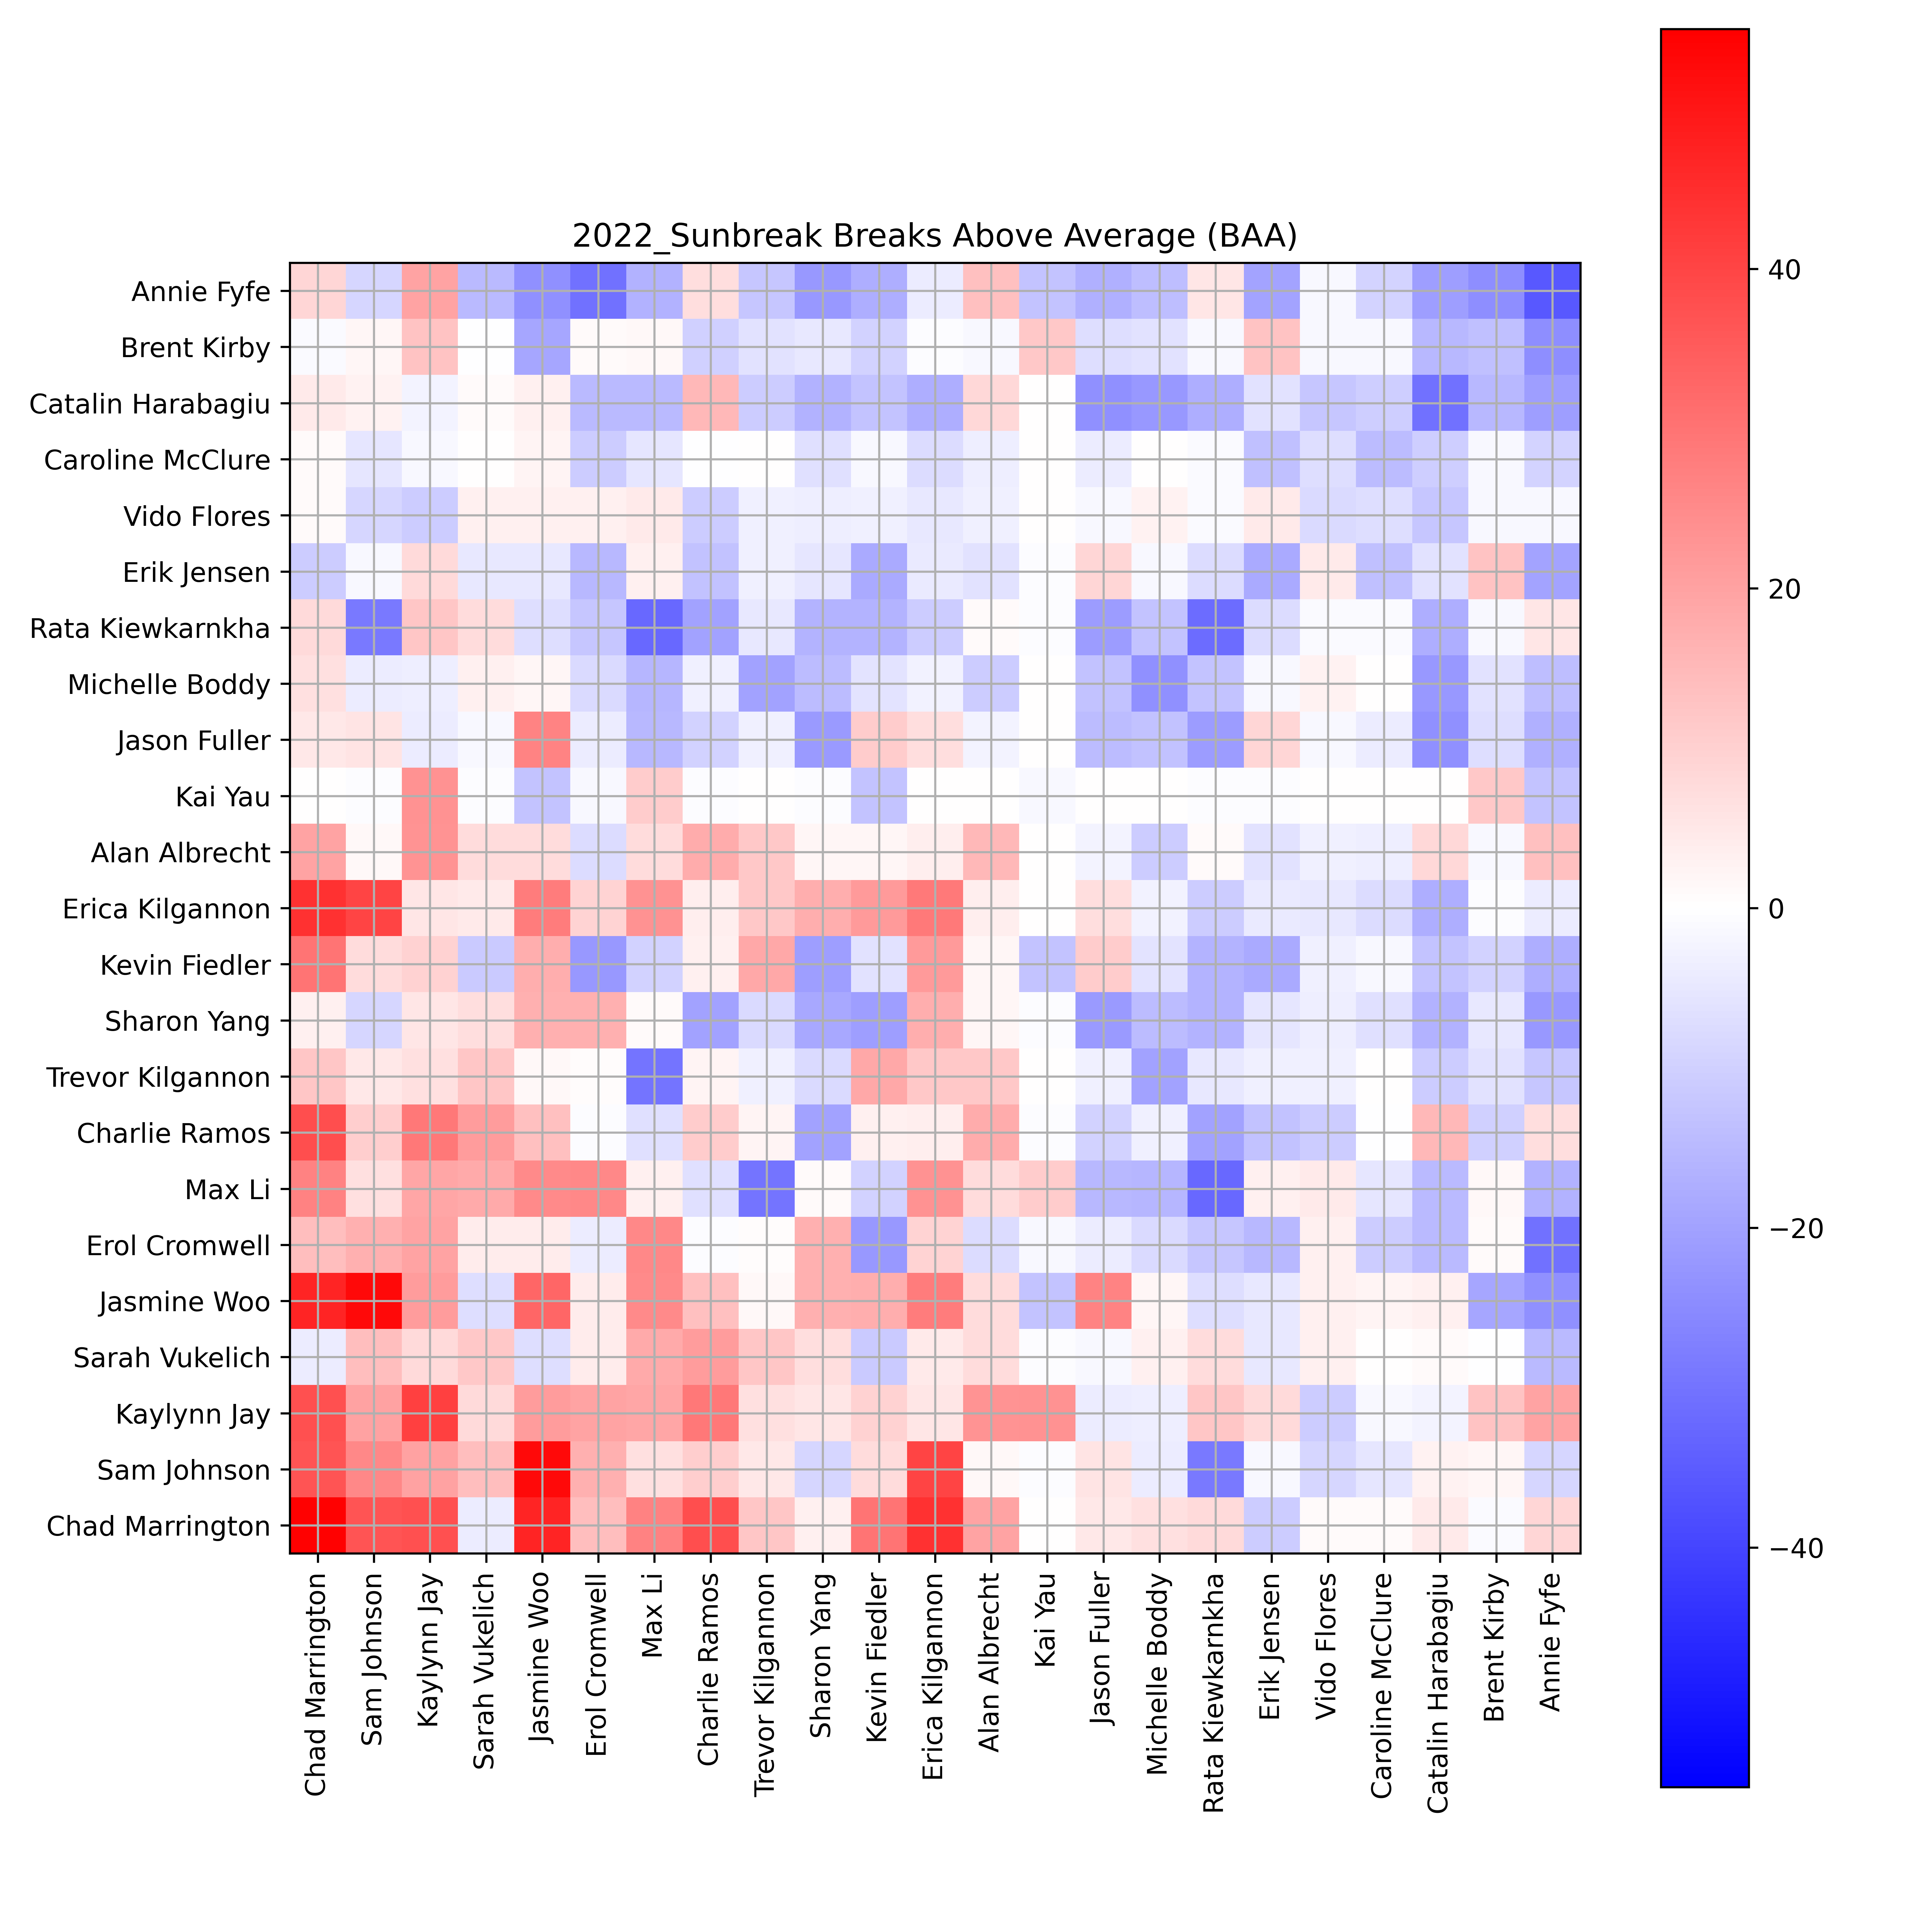 2022_Sunbreak Breaks Above Average (BAA)
Annie Fyfe
Brent Kirby
Catalin Harabagiu
Caroline McClure
Vido Flores
Erik Jensen
Rata Kiewkarnkha
Michelle Boddy
Jason Fuller
Kai Yau
Alan Albrecht
Erica Kilgannon
Kevin Fiedler
Sharon Yang
Trevor Kilgannon
Charlie Ramos
Max Li
Erol Cromwell
Jasmine Woo
Sarah Vukelich
Kaylynn Jay
Sam Johnson
Chad Marrington
Chad Marrington
Sam Johnson
Kaylynn Jay
Sarah Vukelich
Jasmine Woo
Erol Cromwell
Max Li
Charlie Ramos
Trevor Kilgannon
Sharon Yang
Kevin Fiedler
Erica Kilgannon
Alan Albrecht
Kai Yau
Jason Fuller
Michelle Boddy
Rata Kiewkarnkha
Erik Jensen
Vido Flores
Caroline McClure
Catalin Harabagiu
Brent Kirby
Annie Fyfe
40
20
0
−20
−40